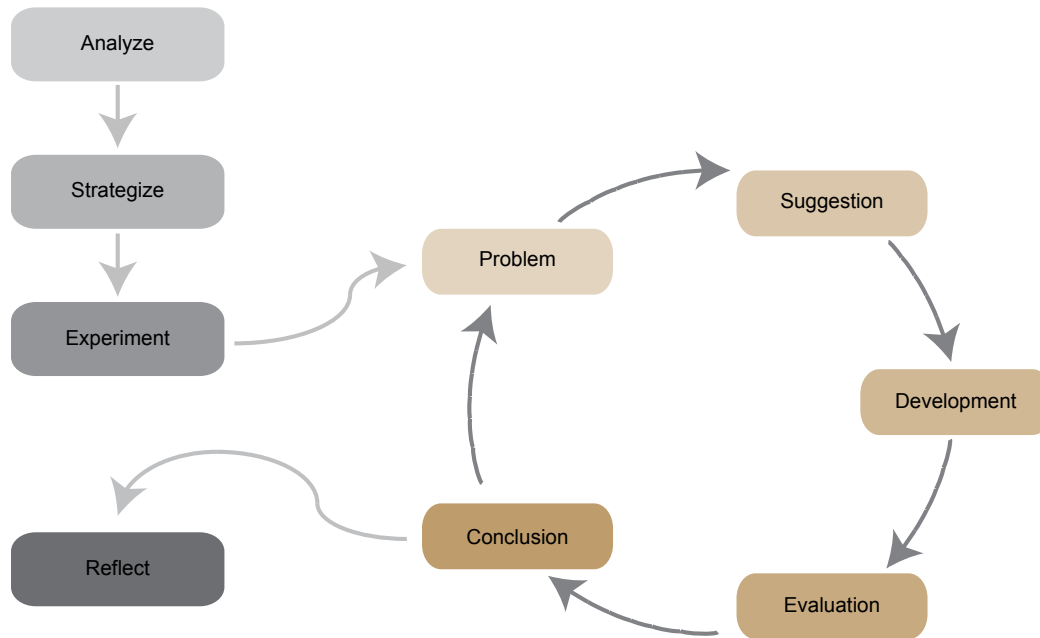 Analyze
Strategize
Experiment
Reflect
Problem
Suggestion
Development
Evaluation
Conclusion